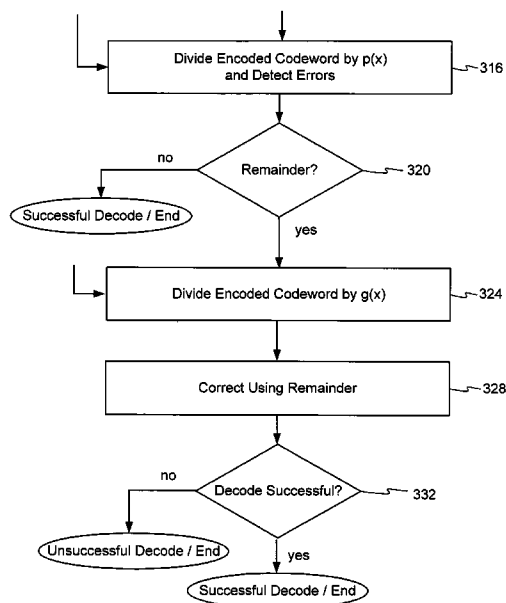 Divide Encoded Codeword by p(x)
and Detect Errors
316
no
Remainder?
320
Successful Decode / End
yes
Divide Encoded Codeword by g(x)
324
Correct Using Remainder
328
no
Decode Successful?
332
Unsuccessful Decode / End
yes
Successful Decode / End